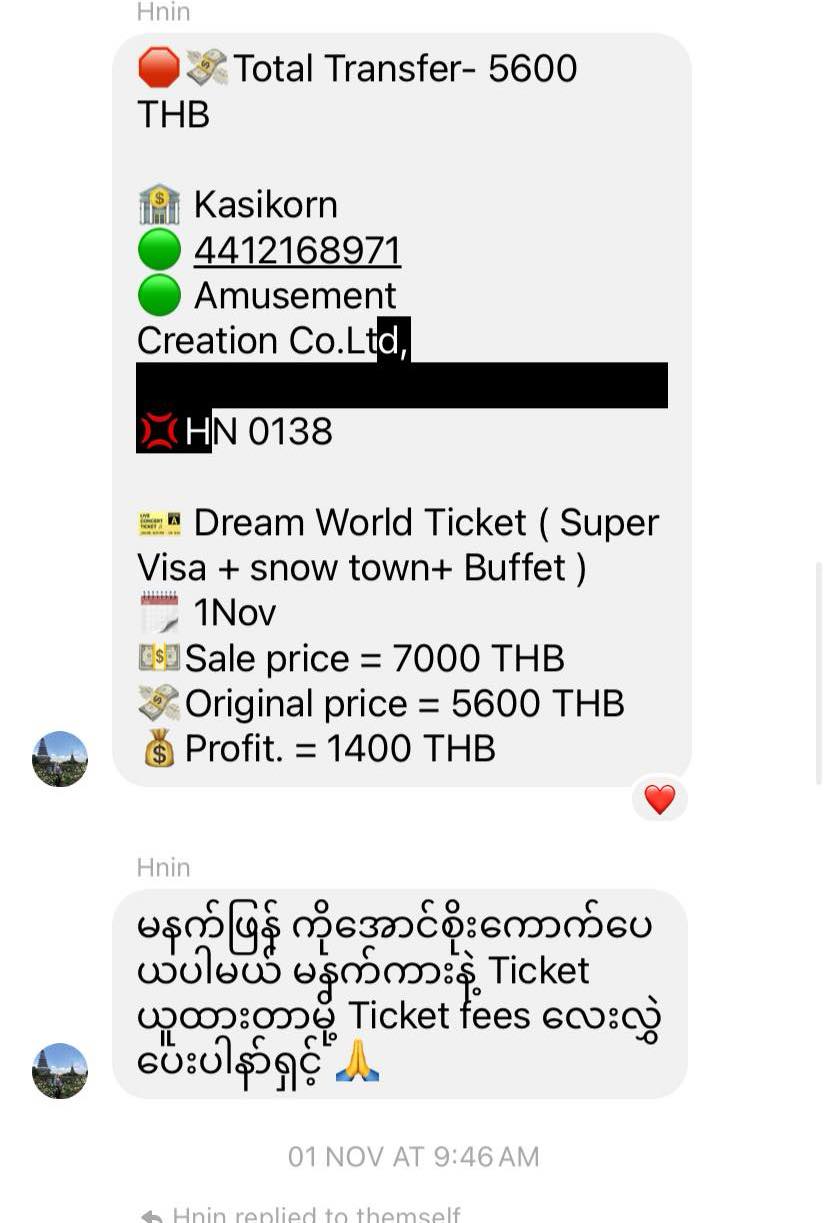 Hnin
🛑💸Total Transfer- 5600
THB
🏦 Kasikorn
🟢 4412168971
🟢 Amusement
Creation Co.Ltd,
💢 HN 0138
🎫 Dream World Ticket ( Super
Visa + snow town+ Buffet )
🗓️ 1Nov
💵Sale price = 7000 THB
💸Original price = 5600 THB
💰Profit. = 1400 THB
❤️
Hnin
မနက်ဖြန် ကိုအောင်စိုးကောက်ပေ
ယပါမယ် မနက်ကားနဲ့ Ticket
ယူထားတာမို့ Ticket fees လေးလွှဲ
ပေးပါနာ်ရှင့် 🙏
01 NOV AT 9:46 AM
Hnin replied to themself